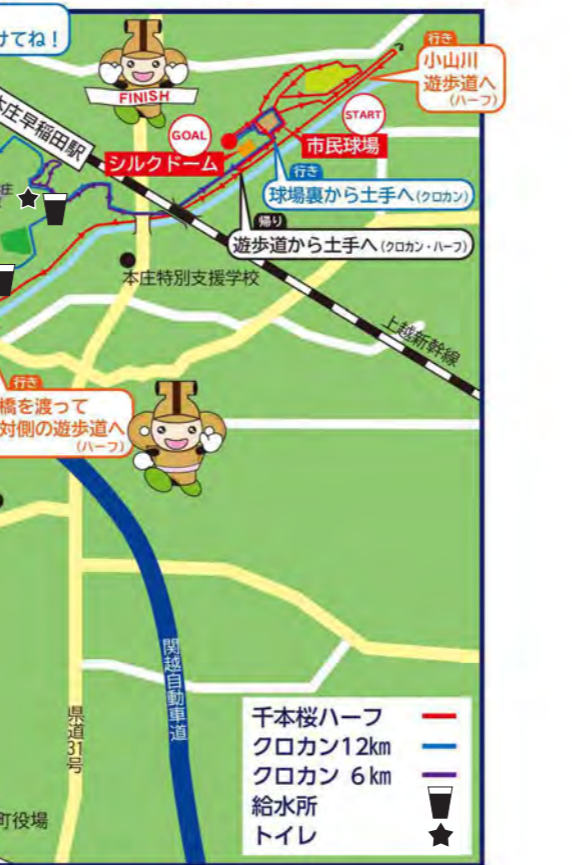 けてね！
行き
小山川
遊歩道へ
（ハーフ）
FINISH
START
GOAL
市民球場
本庄早稲田駅
シルクドーム
行き
球場裏から土手へ（クロカン）
帰り
遊歩道から土手へ（クロカン・ハーフ）
本庄特別支援学校
上越新幹線
行き
橋を渡って
対側の遊歩道へ
（ハーフ）
関越自動車道
県道31号
町役場
千本桜ハーフ
クロカン12km
クロカン 6km
給水所
トイレ